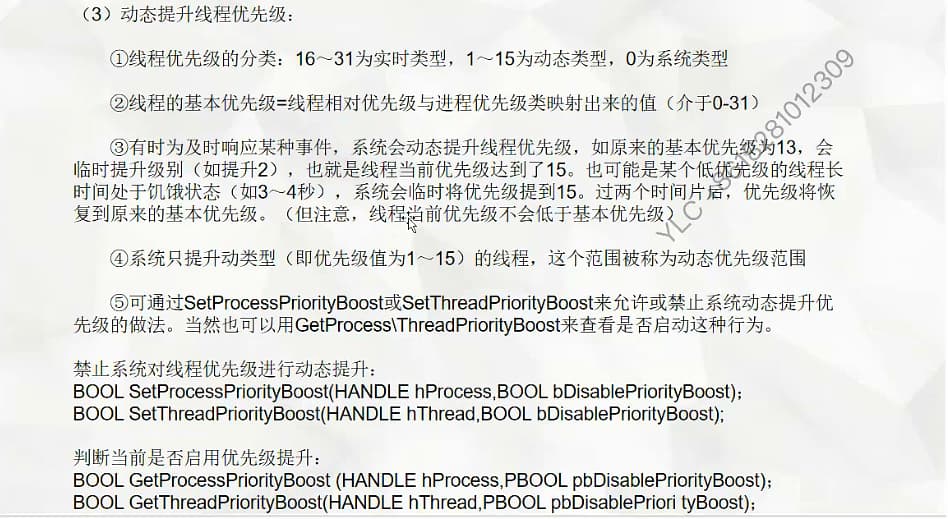 （3）动态提升线程优先级：
①线程优先级的分类：16～31为实时类型，1～15为动态类型，0为系统类型
②线程的基本优先级=线程相对优先级与进程优先级类映射出来的值（介于0-31）
③有时为及时响应某种事件，系统会动态提升线程优先级，如原来的基本优先级为13，会
临时提升级别（如提升2），也就是线程当前优先级达到了15。也可能是某个低优先级的线程长
时间处于饥饿状态（如3～4秒），系统会临时将优先级提到15。过两个时间片后，优先级将恢
复到原来的基本优先级。（但注意，线程当前优先级不会低于基本优先级）
④系统只提升动类型（即优先级值为1～15）的线程，这个范围被称为动态优先级范围
⑤可通过SetProcessPriorityBoost或SetThreadPriorityBoost来允许或禁止系统动态提升优
先级的做法。当然也可以用GetProcess\ThreadPriorityBoost来查看是否启动这种行为。
禁止系统对线程优先级进行动态提升：
BOOL SetProcessPriorityBoost(HANDLE hProcess,BOOL bDisablePriorityBoost)；
BOOL SetThreadPriorityBoost(HANDLE hThread,BOOL bDisablePriorityBoost);
判断当前是否启用优先级提升：
BOOL GetProcessPriorityBoost (HANDLE hProcess,PBOOL pbDisablePriorityBoost)；
BOOL GetThreadPriorityBoost(HANDLE hThread,PBOOL pbDisablePriori tyBoost)；